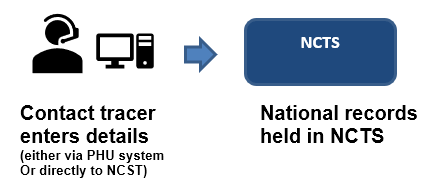 NCTS
Contact tracer
enters details
(either via PHU system
Or directly to NCST)
National records
held in NCTS